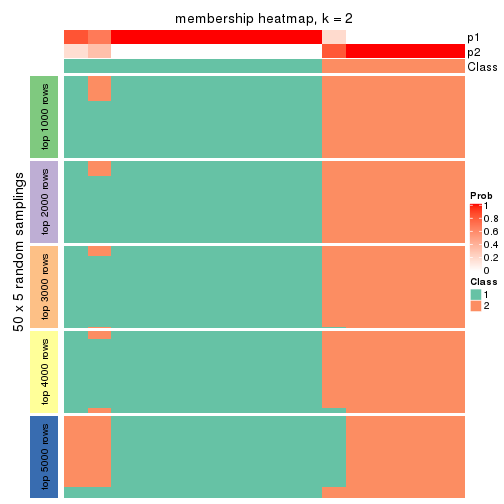 membership heatmap, k = 2
p1
p2
Class
50 x 5 random samplings
top 1000 rows
top 2000 rows
top 3000 rows
top 4000 rows
top 5000 rows
Prob
1
0.8
0.6
0.4
0.2
0
Class
1
2